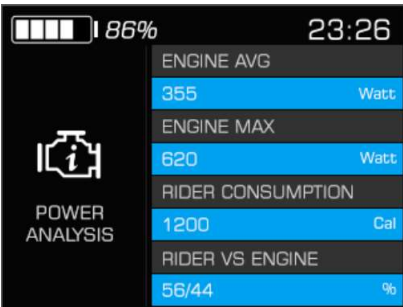 86%
23:26
ENGINE AVG
355 Watt
ENGINE MAX
620 Watt
POWER
ANALYSIS
RIDER CONSUMPTION
1200 Cal
RIDER VS ENGINE
56/44 %